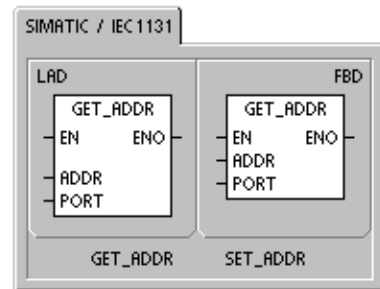 SIMATIC / IEC1131
LAD
FBD
GET_ADDR
EN ENO
ADDR
PORT
GET_ADDR
EN ENO
ADDR
PORT
GET_ADDR SET_ADDR